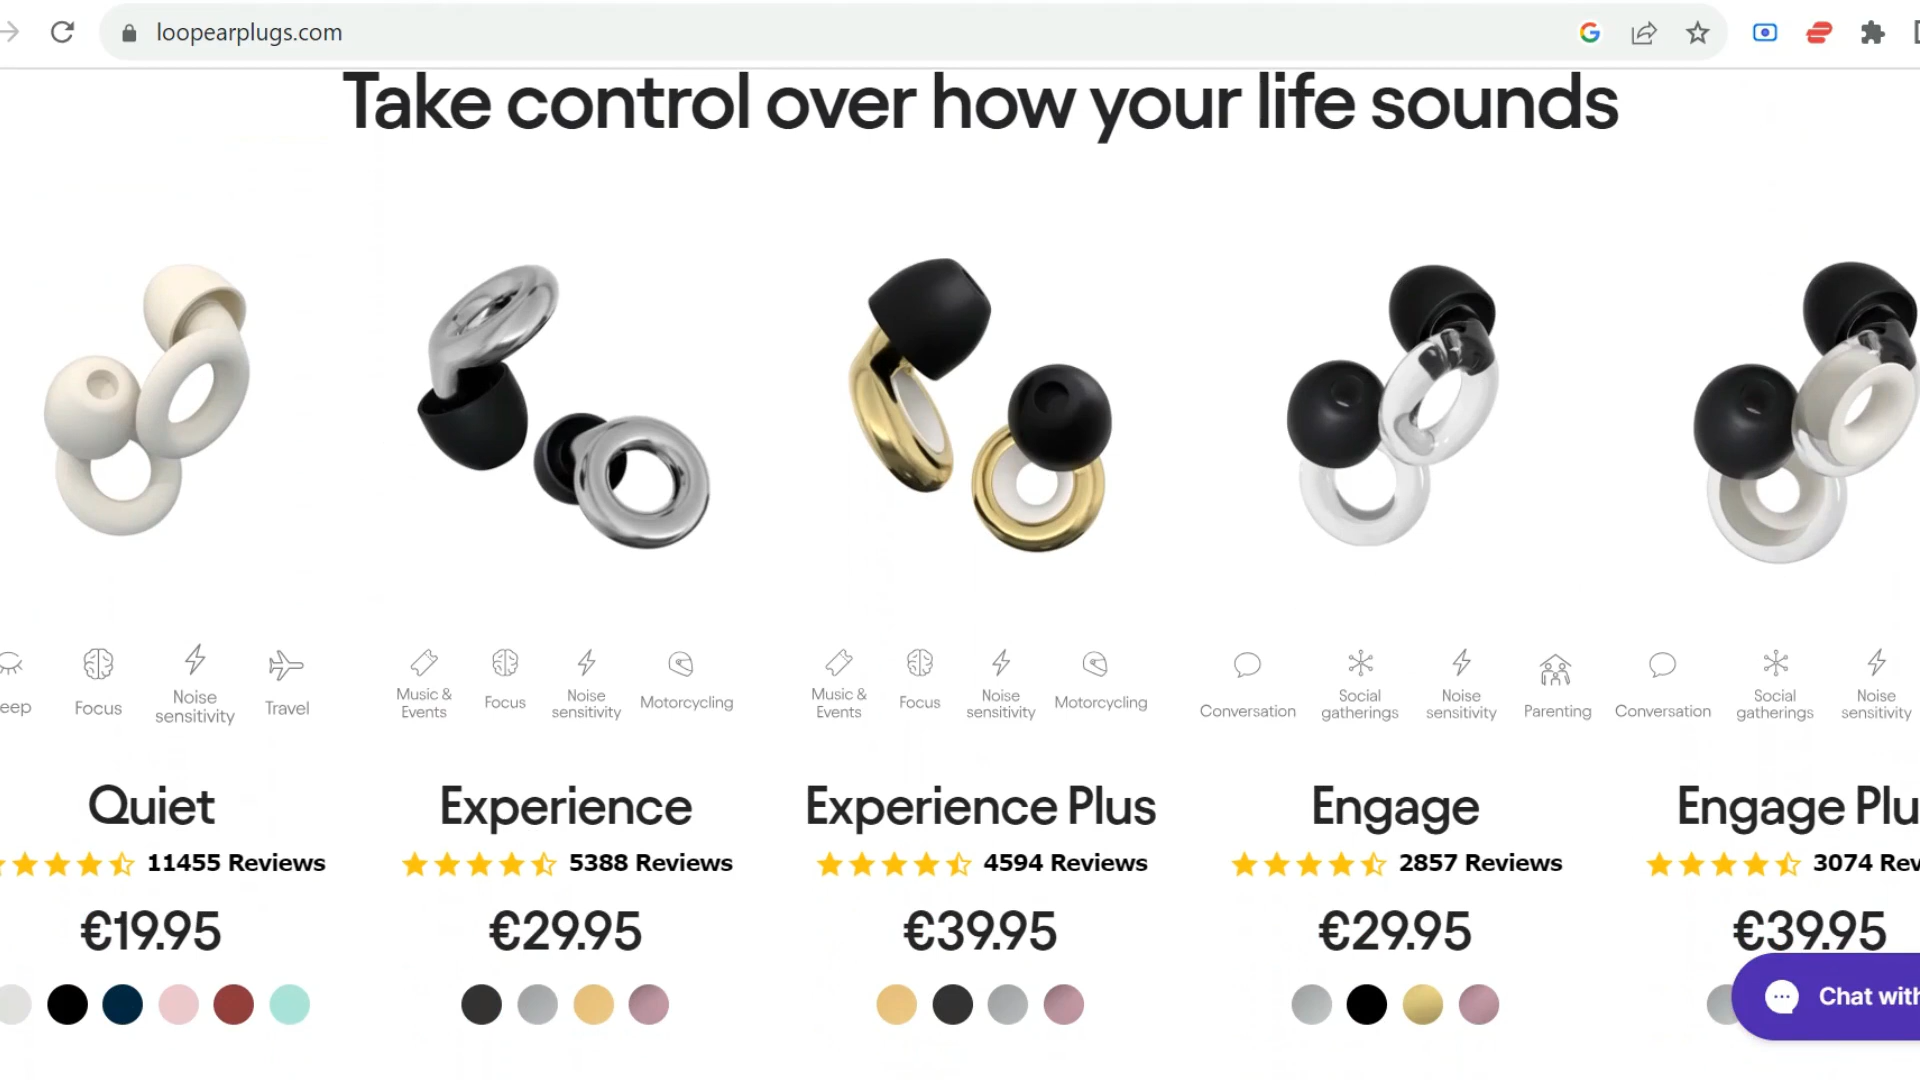 loopearplugs.com
Take control over how your life sounds
eep
Focus
Noise
sensitivity
Travel
Music &
Events
Focus
Noise
sensitivity
Motorcycling
Music &
Events
Focus
Noise
sensitivity
Motorcycling
Conversation
Social
gatherings
Noise
sensitivity
Parenting
Conversation
Social
gatherings
Noise
sensitivity
Quiet
11455 Reviews
€19.95
Experience
5388 Reviews
€29.95
Experience Plus
4594 Reviews
€39.95
Engage
2857 Reviews
€29.95
Engage Plu
3074 Rev
€39.95
Chat with